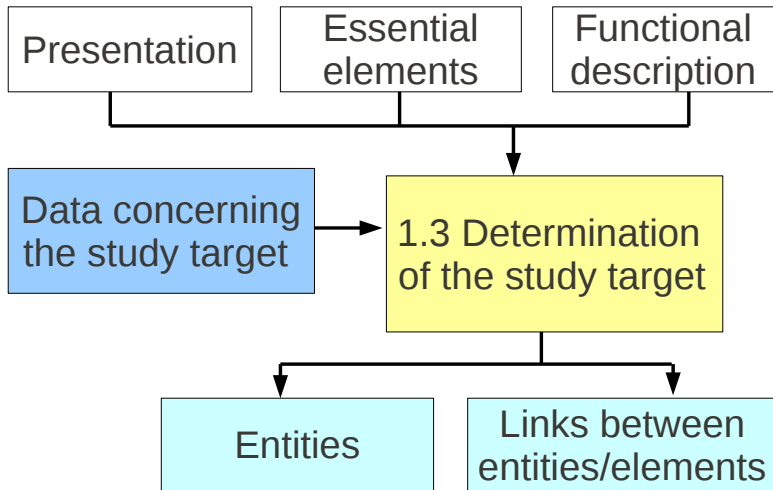 Presentation
Essential
elements
Functional
description
Data concerning
the study target
1.3 Determination
of the study target
Entities
Links between
entities/elements